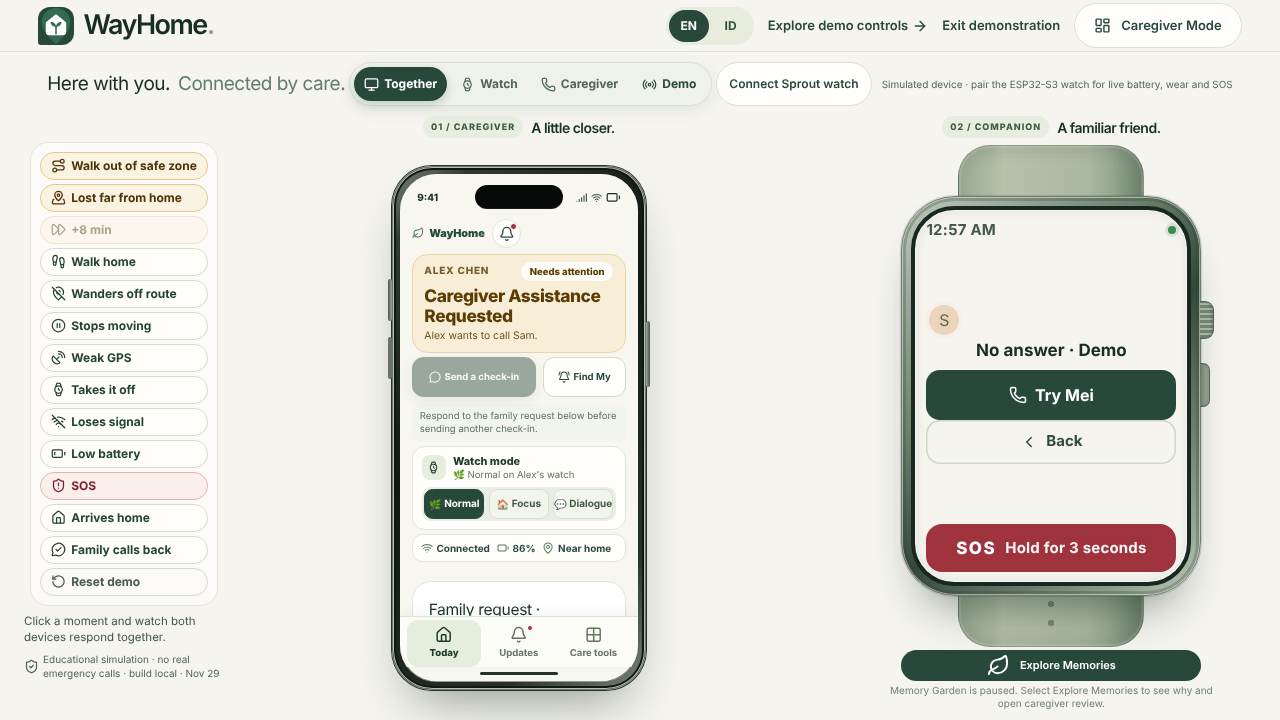 WayHome.
EN ID Explore demo controls → Exit demonstration Caregiver Mode
Here with you. Connected by care. Together Watch Caregiver Demo Connect Sprout watch Simulated device · pair the ESP32-S3 watch for live battery, wear and SOS
Walk out of safe zone
Lost far from home
+8 min
Walk home
Wanders off route
Stops moving
Weak GPS
Takes it off
Loses signal
Low battery
SOS
Arrives home
Family calls back
Reset demo
Click a moment and watch both
devices respond together.
Educational simulation · no real
emergency calls · build local · Nov 29
01 / CAREGIVER A little closer.
9:41
WayHome
ALEX CHEN Needs attention
Caregiver Assistance
Requested
Alex wants to call Sam.
Send a check-in Find My
Respond to the family request below before
sending another check-in.
Watch mode
🌿 Normal on Alex's watch
🌿 Normal 🏠 Focus 💬 Dialogue
Connected 86% Near home
Family request ·
Today Updates Care tools
02 / COMPANION A familiar friend.
12:57 AM
S
No answer · Demo
Try Mei
Back
SOS Hold for 3 seconds
Explore Memories
Memory Garden is paused. Select Explore Memories to see why and
open caregiver review.